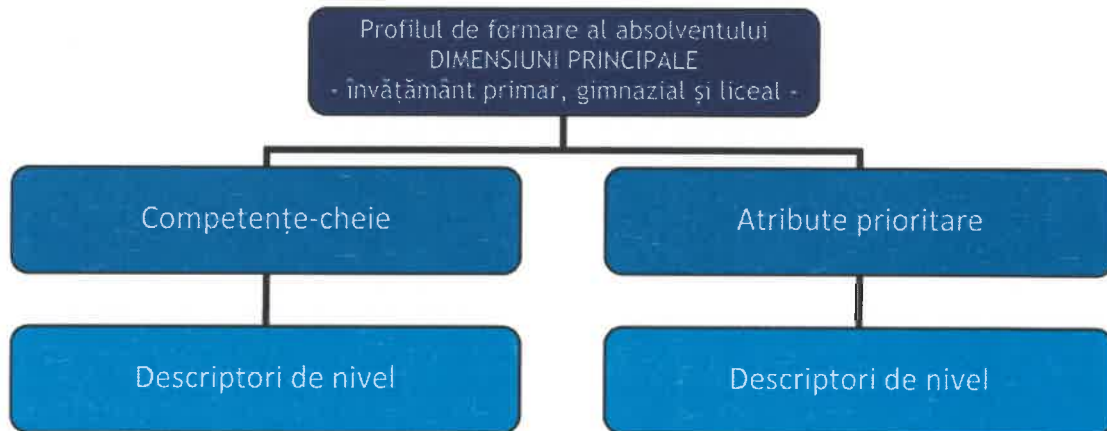 Profilul de formare al absolventului
DIMENSIUNI PRINCIPALE
- învățământ primar, gimnazial și liceal -
Competențe-cheie
Atribute prioritare
Descriptori de nivel
Descriptori de nivel